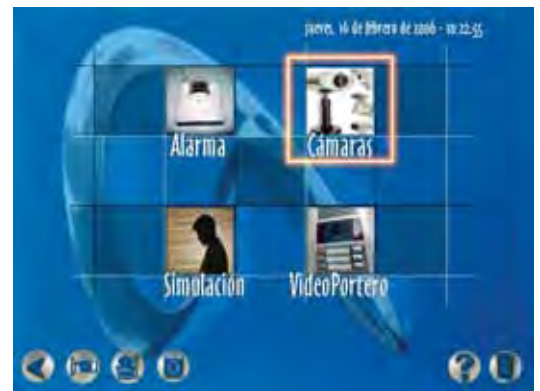 jueves, 16 de febrero de 2006 - 10:22:55
Alarma
Cámaras
Simulación
VideoPortero
?